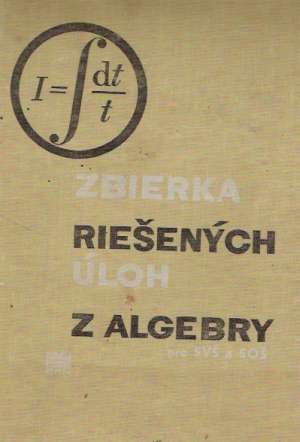 I = ∫ dt/t
ZBIERKA
RIEŠENÝCH
ÚLOH
Z ALGEBRY
pre SVŠ a SOŠ